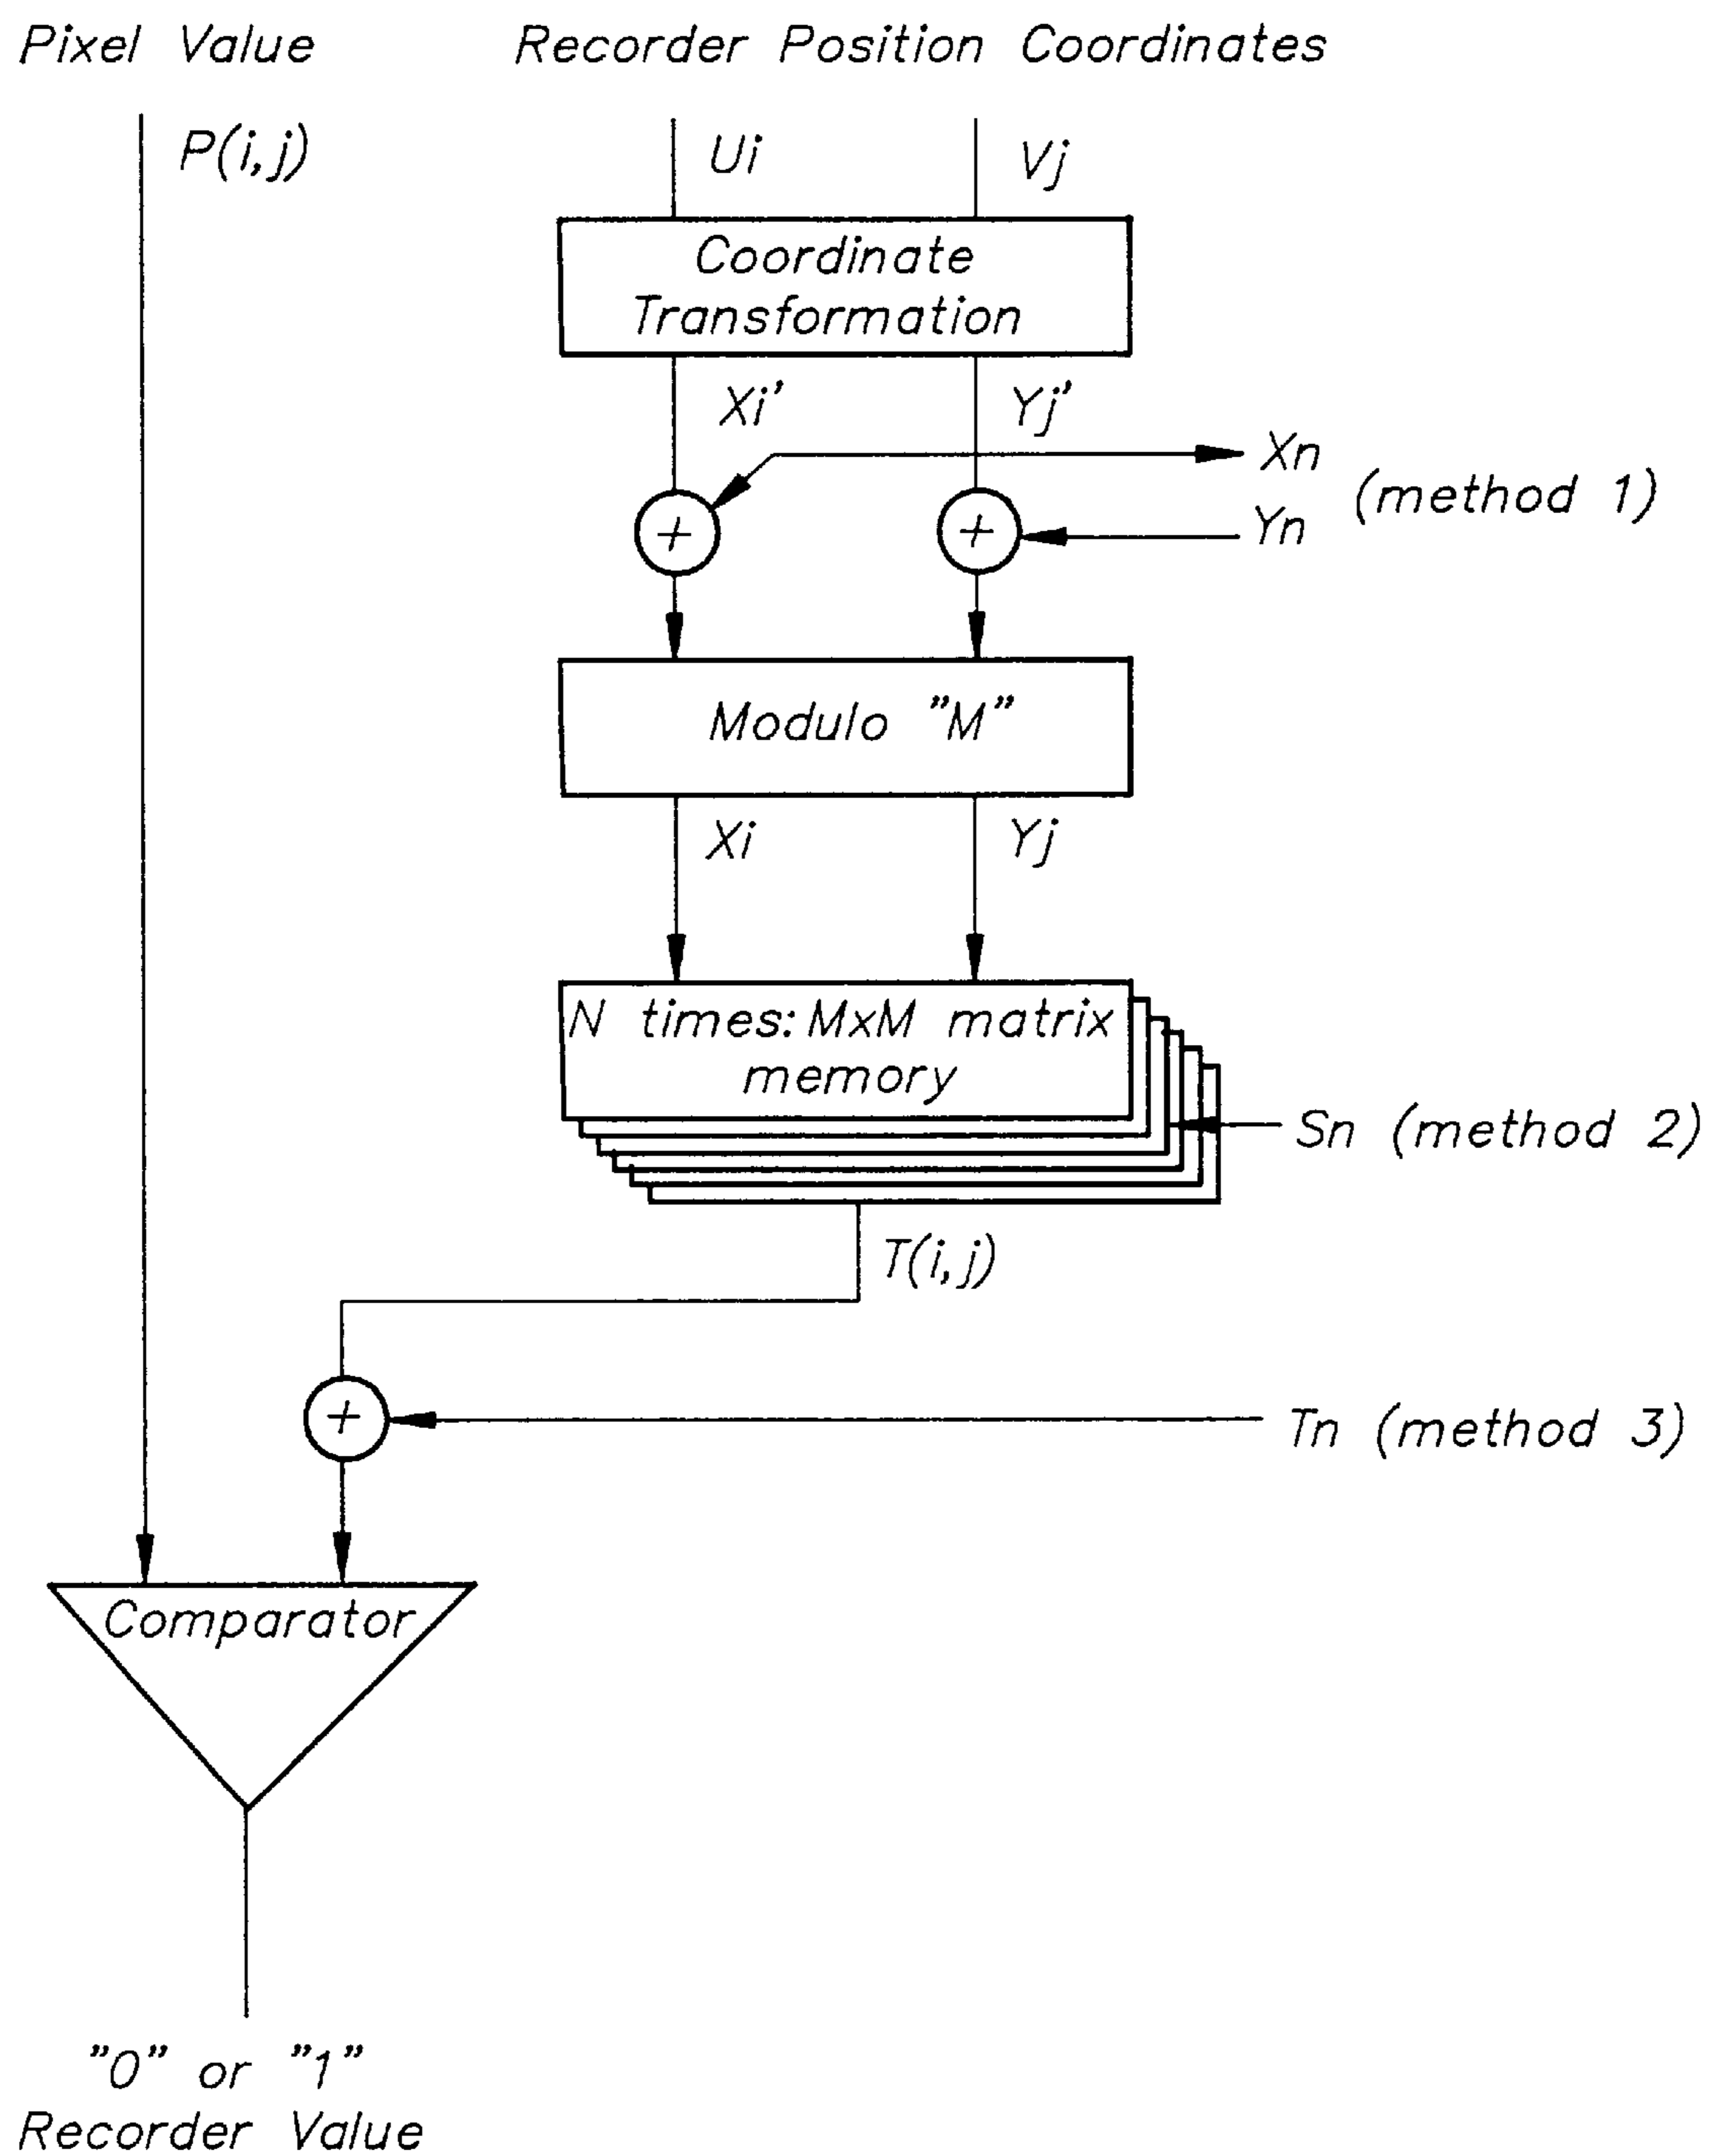 Pixel Value
Recorder Position Coordinates
P(i,j)
Ui
Vj
Coordinate
Transformation
Xi'
Yj'
Xn
(method 1)
Yn
+
+
Modulo "M"
Xi
Yj
N times: MxM matrix
memory
Sn (method 2)
T(i,j)
+
Tn (method 3)
Comparator
"0" or "1"
Recorder Value